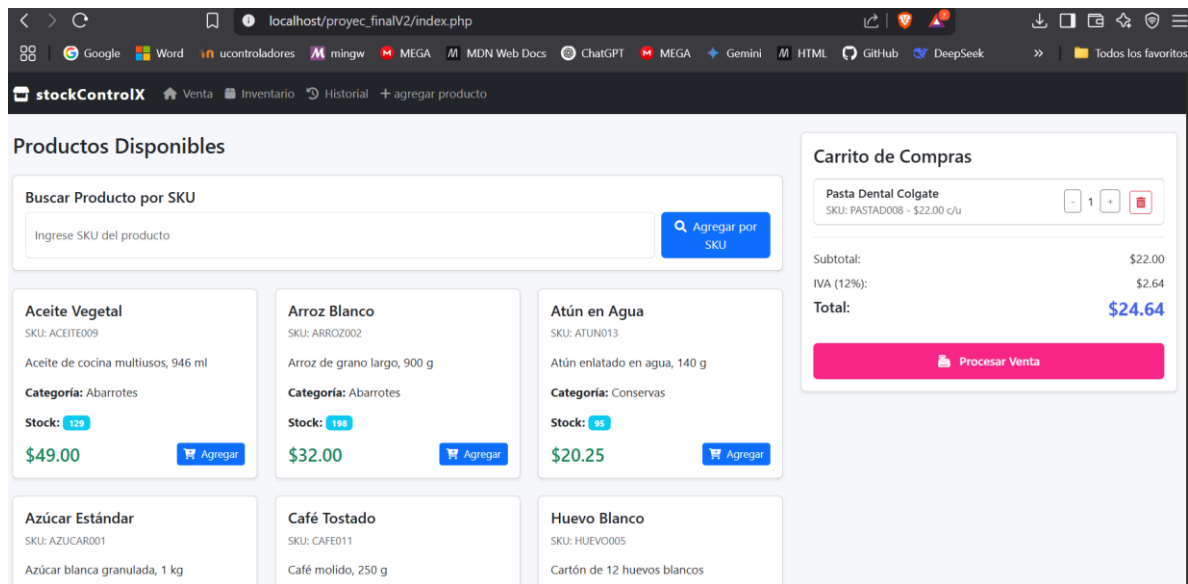 localhost/proyec_finalV2/index.php
2
Google Word ucontroladores mingw MEGA MDN Web Docs ChatGPT MEGA Gemini HTML GitHub DeepSeek » Todos los favoritos
stockControlX Venta Inventario Historial + agregar producto
Productos Disponibles
Buscar Producto por SKU
Ingrese SKU del producto
Agregar por
SKU
Aceite Vegetal
SKU: ACEITE009
Aceite de cocina multiusos, 946 ml
Categoría: Abarrotes
Stock: 129
$49.00
Agregar
Arroz Blanco
SKU: ARROZ002
Arroz de grano largo, 900 g
Categoría: Abarrotes
Stock: 198
$32.00
Agregar
Atún en Agua
SKU: ATUN013
Atún enlatado en agua, 140 g
Categoría: Conservas
Stock: 95
$20.25
Agregar
Azúcar Estándar
SKU: AZUCAR001
Azúcar blanca granulada, 1 kg
Café Tostado
SKU: CAFE011
Café molido, 250 g
Huevo Blanco
SKU: HUEVO005
Cartón de 12 huevos blancos
Carrito de Compras
Pasta Dental Colgate
SKU: PASTAD008 - $22.00 c/u
- 1 +
Subtotal: $22.00
IVA (12%): $2.64
Total: $24.64
Procesar Venta